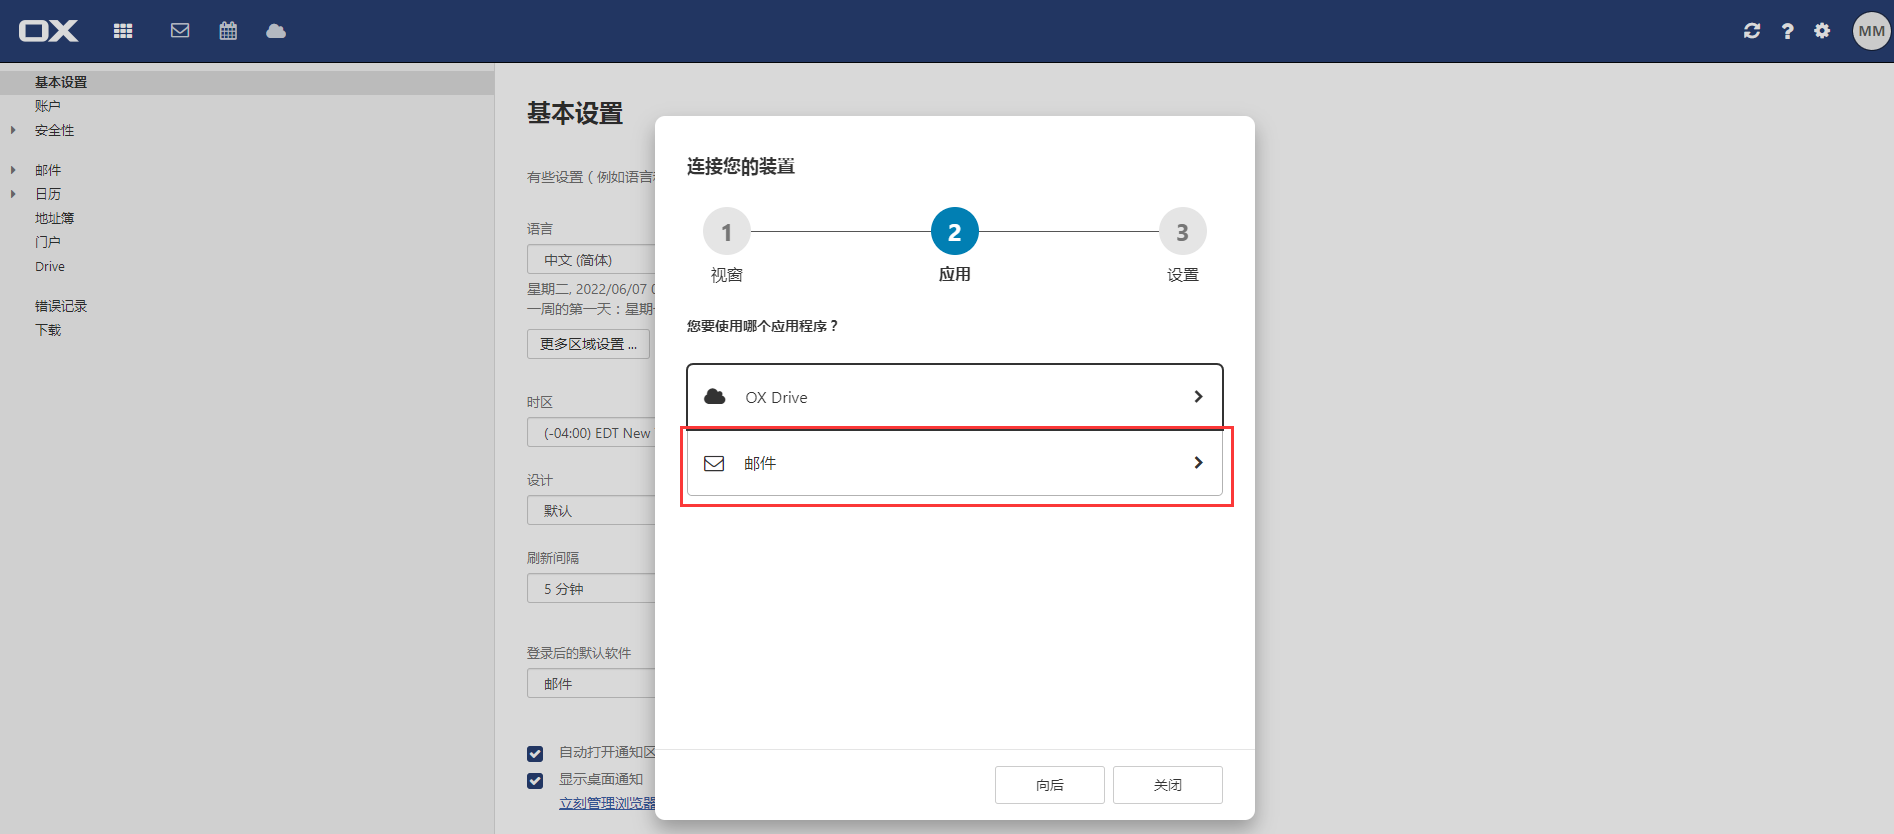 OX
?
MM
基本设置
账户
安全性
邮件
日历
地址簿
门户
Drive
错误记录
下载
基本设置
有些设置（例如语言
语言
中文 (简体)
星期二, 2022/06/07
一周的第一天：星期
更多区域设置 ...
时区
(-04:00) EDT New
设计
默认
刷新间隔
5 分钟
登录后的默认软件
邮件
自动打开通知区
显示桌面通知
立刻管理浏览器
连接您的装置
1
2
3
视窗
应用
设置
您要使用哪个应用程序？
OX Drive
邮件
向后
关闭